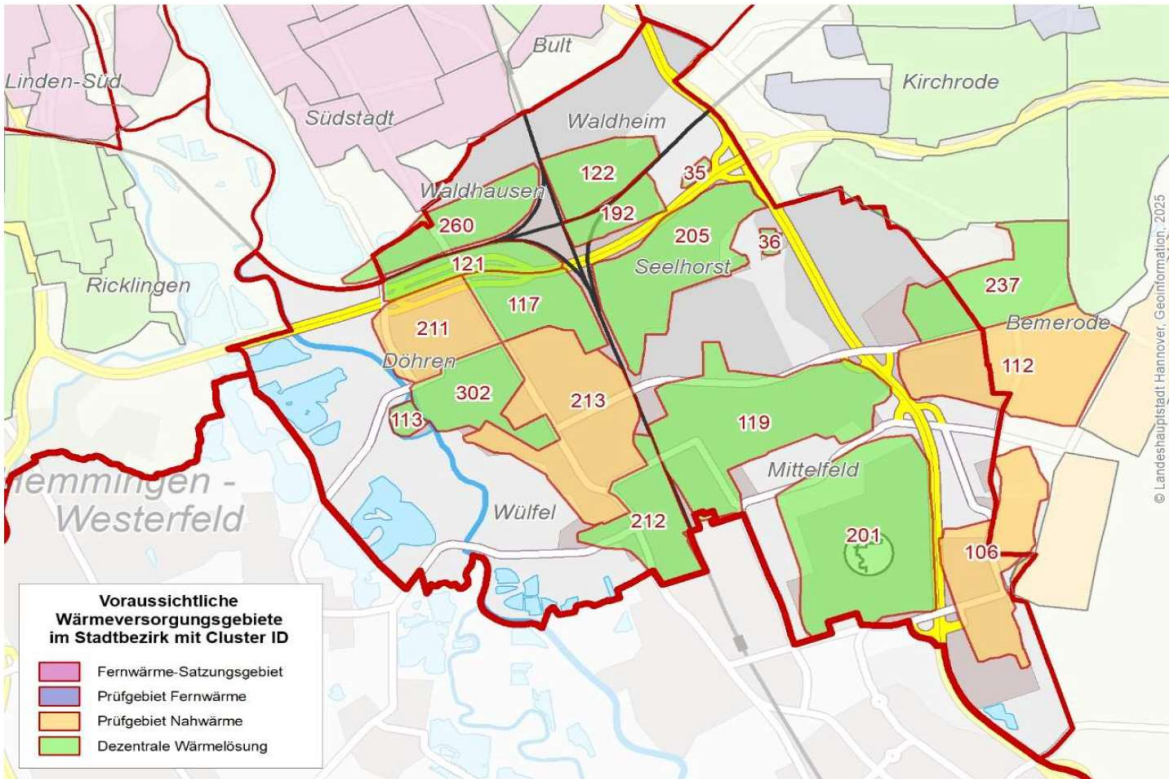 Bult
Linden-Süd
Südstadt
Waldheim
Kirchrode
122
35
Waldhausen
192
260
205
36
121
Seelhorst
Ricklingen
237
117
Bemerode
211
Döhren
112
302
213
113
119
Mittelfeld
Hemmingen -
Westerfeld
Wülfel
212
201
106
© Landeshauptstadt Hannover, Geoinformation, 2025
Voraussichtliche
Wärmeversorgungsgebiete
im Stadtbezirk mit Cluster ID
Fernwärme-Satzungsgebiet
Prüfgebiet Fernwärme
Prüfgebiet Nahwärme
Dezentrale Wärmelösung